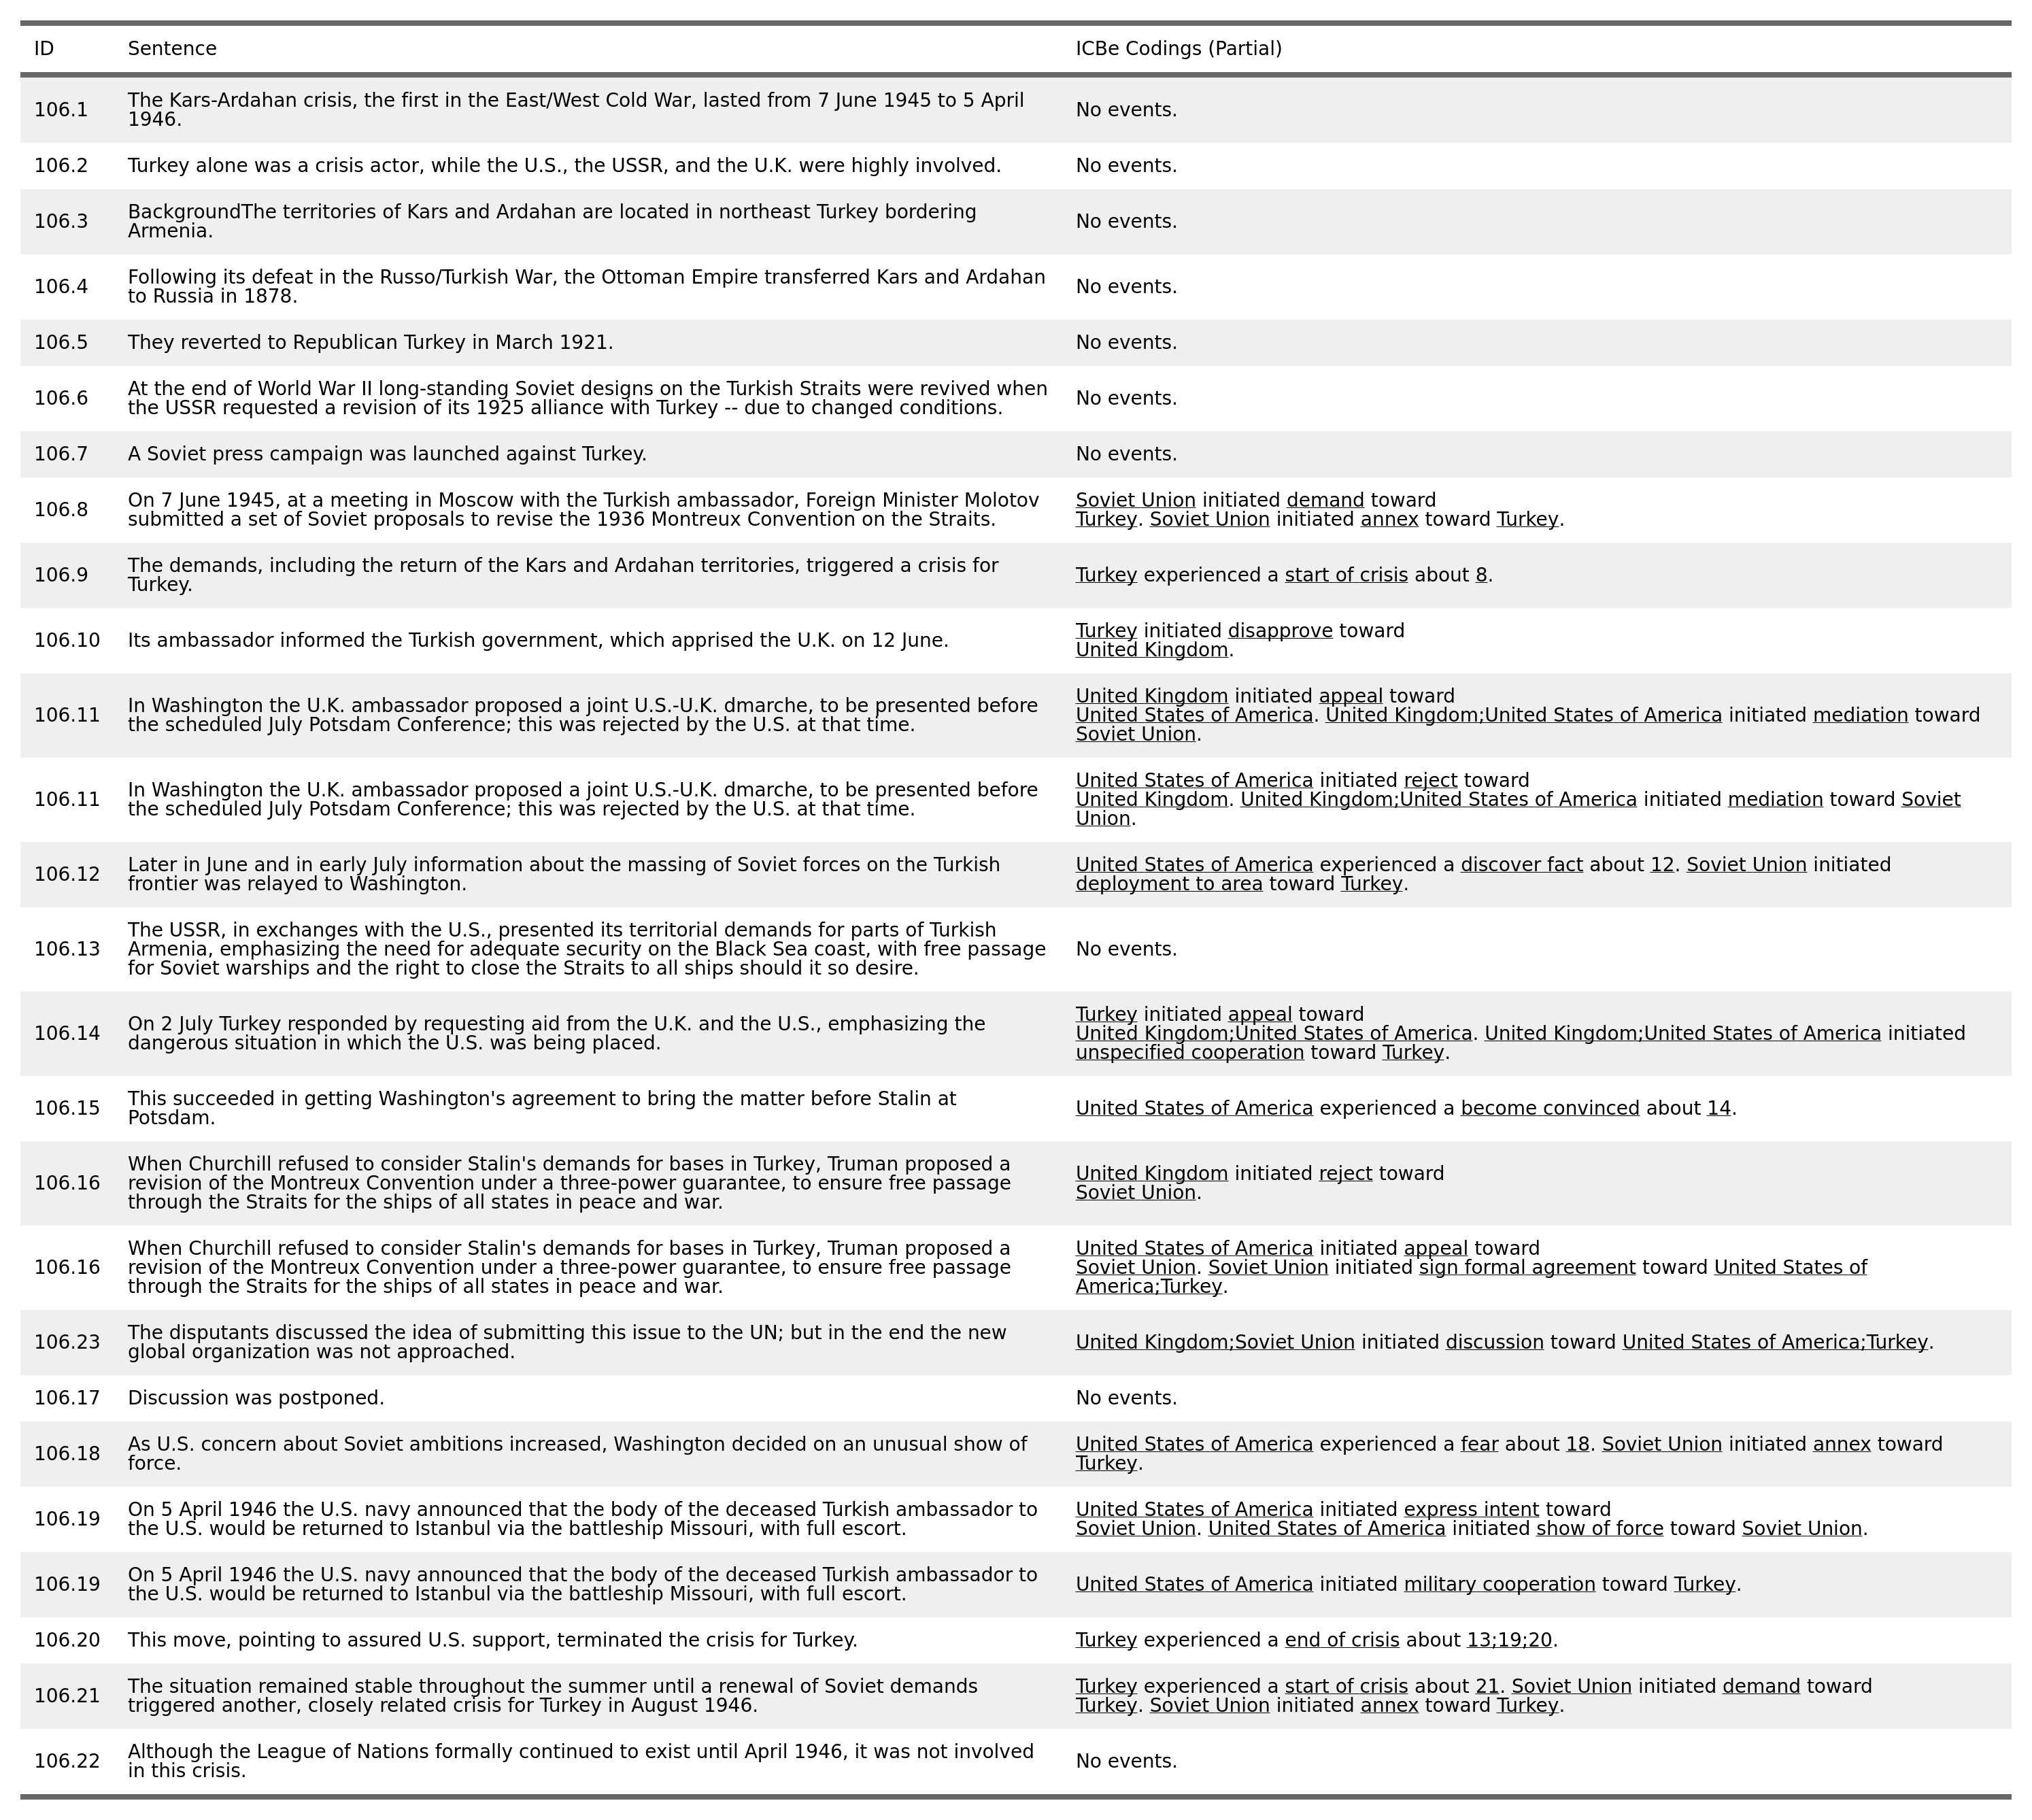 ID Sentence ICBe Codings (Partial)
106.1 The Kars-Ardahan crisis, the first in the East/West Cold War, lasted from 7 June 1945 to 5 April
1946. No events.
106.2 Turkey alone was a crisis actor, while the U.S., the USSR, and the U.K. were highly involved. No events.
106.3 BackgroundThe territories of Kars and Ardahan are located in northeast Turkey bordering
Armenia. No events.
106.4 Following its defeat in the Russo/Turkish War, the Ottoman Empire transferred Kars and Ardahan
to Russia in 1878. No events.
106.5 They reverted to Republican Turkey in March 1921. No events.
106.6 At the end of World War II long-standing Soviet designs on the Turkish Straits were revived when
the USSR requested a revision of its 1925 alliance with Turkey -- due to changed conditions. No events.
106.7 A Soviet press campaign was launched against Turkey. No events.
106.8 On 7 June 1945, at a meeting in Moscow with the Turkish ambassador, Foreign Minister Molotov
submitted a set of Soviet proposals to revise the 1936 Montreux Convention on the Straits.
Soviet Union initiated demand toward
Turkey. Soviet Union initiated annex toward Turkey.
106.9 The demands, including the return of the Kars and Ardahan territories, triggered a crisis for
Turkey. Turkey experienced a start of crisis about 8.
106.10 Its ambassador informed the Turkish government, which apprised the U.K. on 12 June.
Turkey initiated disapprove toward
United Kingdom.
106.11 In Washington the U.K. ambassador proposed a joint U.S.-U.K. dmarche, to be presented before
the scheduled July Potsdam Conference; this was rejected by the U.S. at that time.
United Kingdom initiated appeal toward
United States of America. United Kingdom;United States of America initiated mediation toward
Soviet Union.
106.11 In Washington the U.K. ambassador proposed a joint U.S.-U.K. dmarche, to be presented before
the scheduled July Potsdam Conference; this was rejected by the U.S. at that time.
United States of America initiated reject toward
United Kingdom. United Kingdom;United States of America initiated mediation toward Soviet
Union.
106.12 Later in June and in early July information about the massing of Soviet forces on the Turkish
frontier was relayed to Washington.
United States of America experienced a discover fact about 12. Soviet Union initiated
deployment to area toward Turkey.
106.13 The USSR, in exchanges with the U.S., presented its territorial demands for parts of Turkish
Armenia, emphasizing the need for adequate security on the Black Sea coast, with free passage
for Soviet warships and the right to close the Straits to all ships should it so desire.
No events.
106.14 On 2 July Turkey responded by requesting aid from the U.K. and the U.S., emphasizing the
dangerous situation in which the U.S. was being placed.
Turkey initiated appeal toward
United Kingdom;United States of America. United Kingdom;United States of America initiated
unspecified cooperation toward Turkey.
106.15 This succeeded in getting Washington's agreement to bring the matter before Stalin at
Potsdam. United States of America experienced a become convinced about 14.
106.16 When Churchill refused to consider Stalin's demands for bases in Turkey, Truman proposed a
revision of the Montreux Convention under a three-power guarantee, to ensure free passage
through the Straits for the ships of all states in peace and war.
United Kingdom initiated reject toward
Soviet Union.
106.16 When Churchill refused to consider Stalin's demands for bases in Turkey, Truman proposed a
revision of the Montreux Convention under a three-power guarantee, to ensure free passage
through the Straits for the ships of all states in peace and war.
United States of America initiated appeal toward
Soviet Union. Soviet Union initiated sign formal agreement toward United States of
America;Turkey.
106.23 The disputants discussed the idea of submitting this issue to the UN; but in the end the new
global organization was not approached.
United Kingdom;Soviet Union initiated discussion toward United States of America;Turkey.
106.17 Discussion was postponed. No events.
106.18 As U.S. concern about Soviet ambitions increased, Washington decided on an unusual show of
force.
United States of America experienced a fear about 18. Soviet Union initiated annex toward
Turkey.
106.19 On 5 April 1946 the U.S. navy announced that the body of the deceased Turkish ambassador to
the U.S. would be returned to Istanbul via the battleship Missouri, with full escort.
United States of America initiated express intent toward
Soviet Union. United States of America initiated show of force toward Soviet Union.
106.19 On 5 April 1946 the U.S. navy announced that the body of the deceased Turkish ambassador to
the U.S. would be returned to Istanbul via the battleship Missouri, with full escort.
United States of America initiated military cooperation toward Turkey.
106.20 This move, pointing to assured U.S. support, terminated the crisis for Turkey. Turkey experienced a end of crisis about 13;19;20.
106.21 The situation remained stable throughout the summer until a renewal of Soviet demands
triggered another, closely related crisis for Turkey in August 1946.
Turkey experienced a start of crisis about 21. Soviet Union initiated demand toward
Turkey. Soviet Union initiated annex toward Turkey.
106.22 Although the League of Nations formally continued to exist until April 1946, it was not involved
in this crisis. No events.